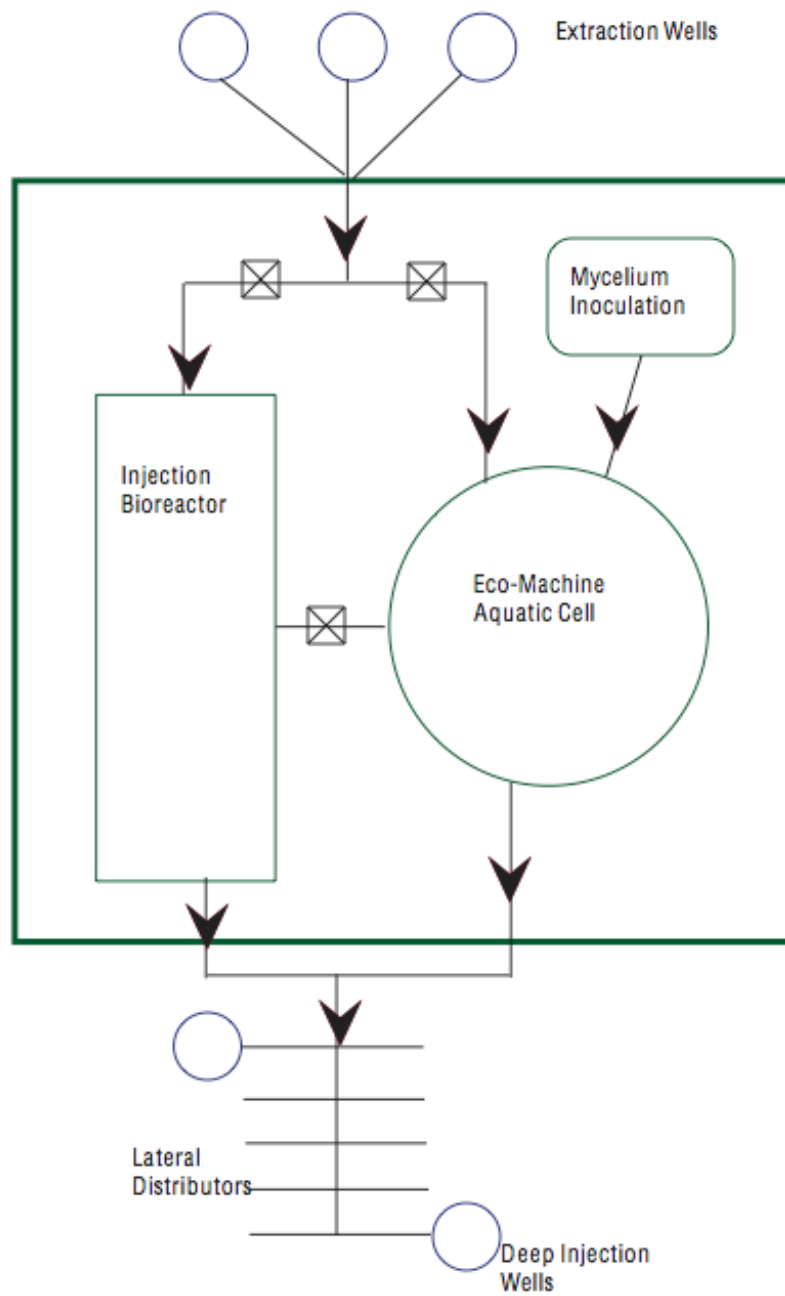 Extraction Wells
Mycelium
Inoculation
Injection
Bioreactor
Eco-Machine
Aquatic Cell
Lateral
Distributors
Deep Injection
Wells